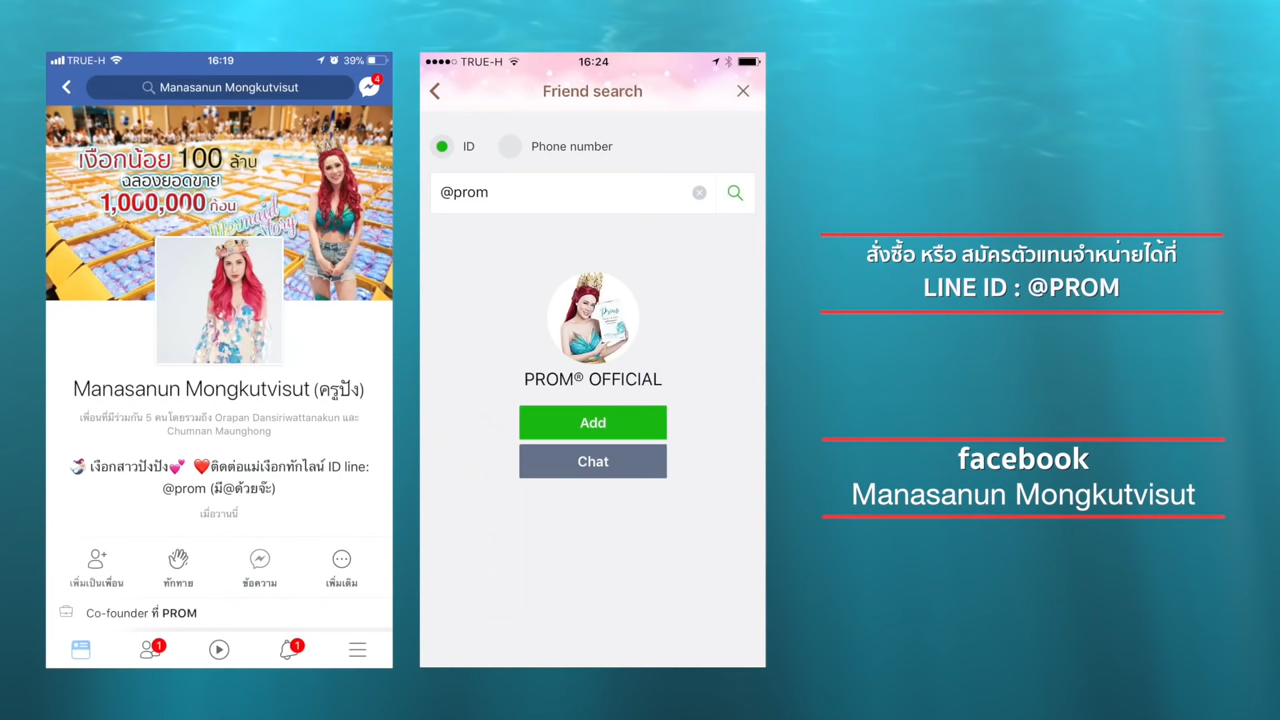 TRUE-H
16:19
39%
Manasanun Mongkutvisut
4
เงือกน้อย 100 ล้าน
ฉลองยอดขาย
1,000,000 ก้อน
Mermaid
Story
Manasanun Mongkutvisut (ครูปัง)
เพื่อนที่มีร่วมกัน 5 คนโดยรวมถึง Orapan Dansiriwattanakun และ
Chumnan Maunghong
เงือกสาวปังปัง ติดต่อแม่เงือกทักไลน์ ID line:
@prom (มี@ด้วยจ๊ะ)
เมื่อวานนี้
เพิ่มเป็นเพื่อน
ทักทาย
ข้อความ
เพิ่มเติม
Co-founder ที่ PROM
1
1
TRUE-H
16:24
Friend search
ID
Phone number
@prom
Prom
PROM® OFFICIAL
Add
Chat
สั่งซื้อ หรือ สมัครตัวแทนจำหน่ายได้ที่
LINE ID : @PROM
facebook
Manasanun Mongkutvisut